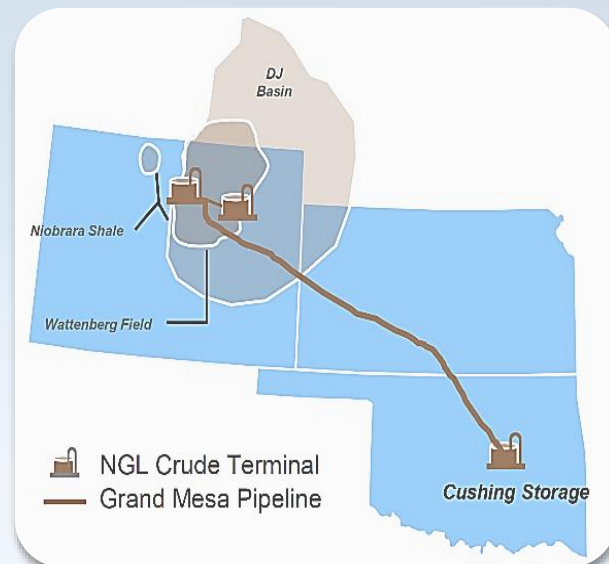 DJ
Basin
Niobrara Shale
Wattenberg Field
NGL Crude Terminal
Grand Mesa Pipeline
Cushing Storage